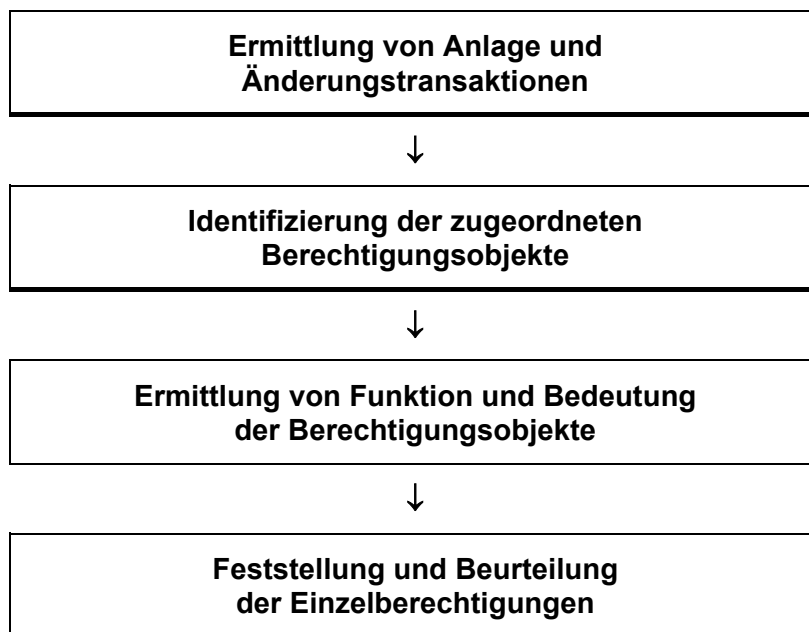 Ermittlung von Anlage und
Änderungstransaktionen
↓
Identifizierung der zugeordneten
Berechtigungsobjekte
↓
Ermittlung von Funktion und Bedeutung
der Berechtigungsobjekte
↓
Feststellung und Beurteilung
der Einzelberechtigungen